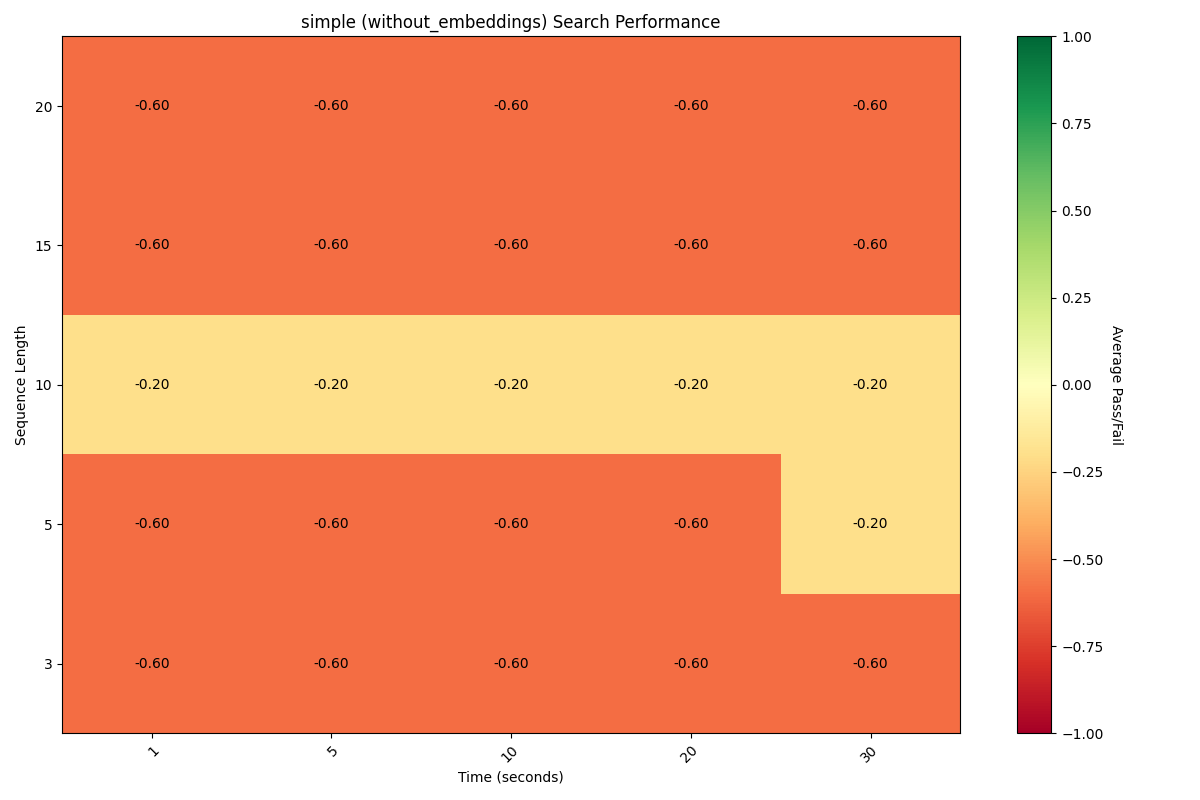 simple (without_embeddings) Search Performance
20 -0.60 -0.60 -0.60 -0.60 -0.60
15 -0.60 -0.60 -0.60 -0.60 -0.60
10 -0.20 -0.20 -0.20 -0.20 -0.20
5 -0.60 -0.60 -0.60 -0.60 -0.20
3 -0.60 -0.60 -0.60 -0.60 -0.60
Sequence Length
1 5 10 20 30
Time (seconds)
1.00
0.75
0.50
0.25
0.00
−0.25
−0.50
−0.75
−1.00
Average Pass/Fail